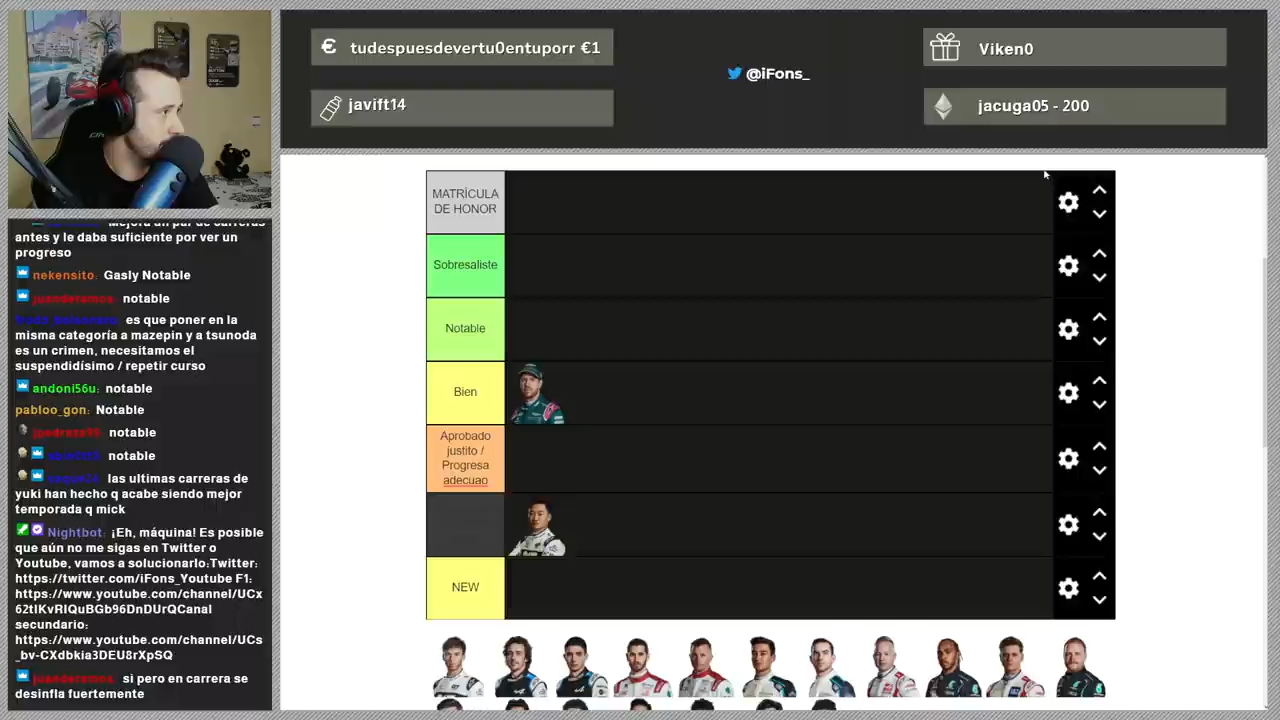 € tudespuesdevertu0entuporr €1
javift14
@iFons_
Viken0
jacuga05 - 200
MATRÍCULA
DE HONOR
Sobresaliste
Notable
Bien
Aprobado
justito /
Progresa
adecuao
NEW
Mejora un par de carreras
antes y le daba suficiente por ver un
progreso
nekensito: Gasly Notable
juanderamos: notable
es que poner en la
misma categoría a mazepin y a tsunoda
es un crimen, necesitamos el
suspendidísimo / repetir curso
andoni56u: notable
pabloo_gon: Notable
notable
notable
las ultimas carreras de
yuki han hecho q acabe siendo mejor
temporada q mick
Nightbot: ¡Eh, máquina! Es posible
que aún no me sigas en Twitter o
Youtube, vamos a solucionarlo:Twitter:
https://twitter.com/iFons_Youtube F1:
https://www.youtube.com/channel/UCx
62tIKvRIQuBGb96DnDUrQCanal
secundario:
https://www.youtube.com/channel/UCs
_bv-CXdbkia3DEU8rXpSQ
juanderamos: si pero en carrera se
desinfla fuertemente